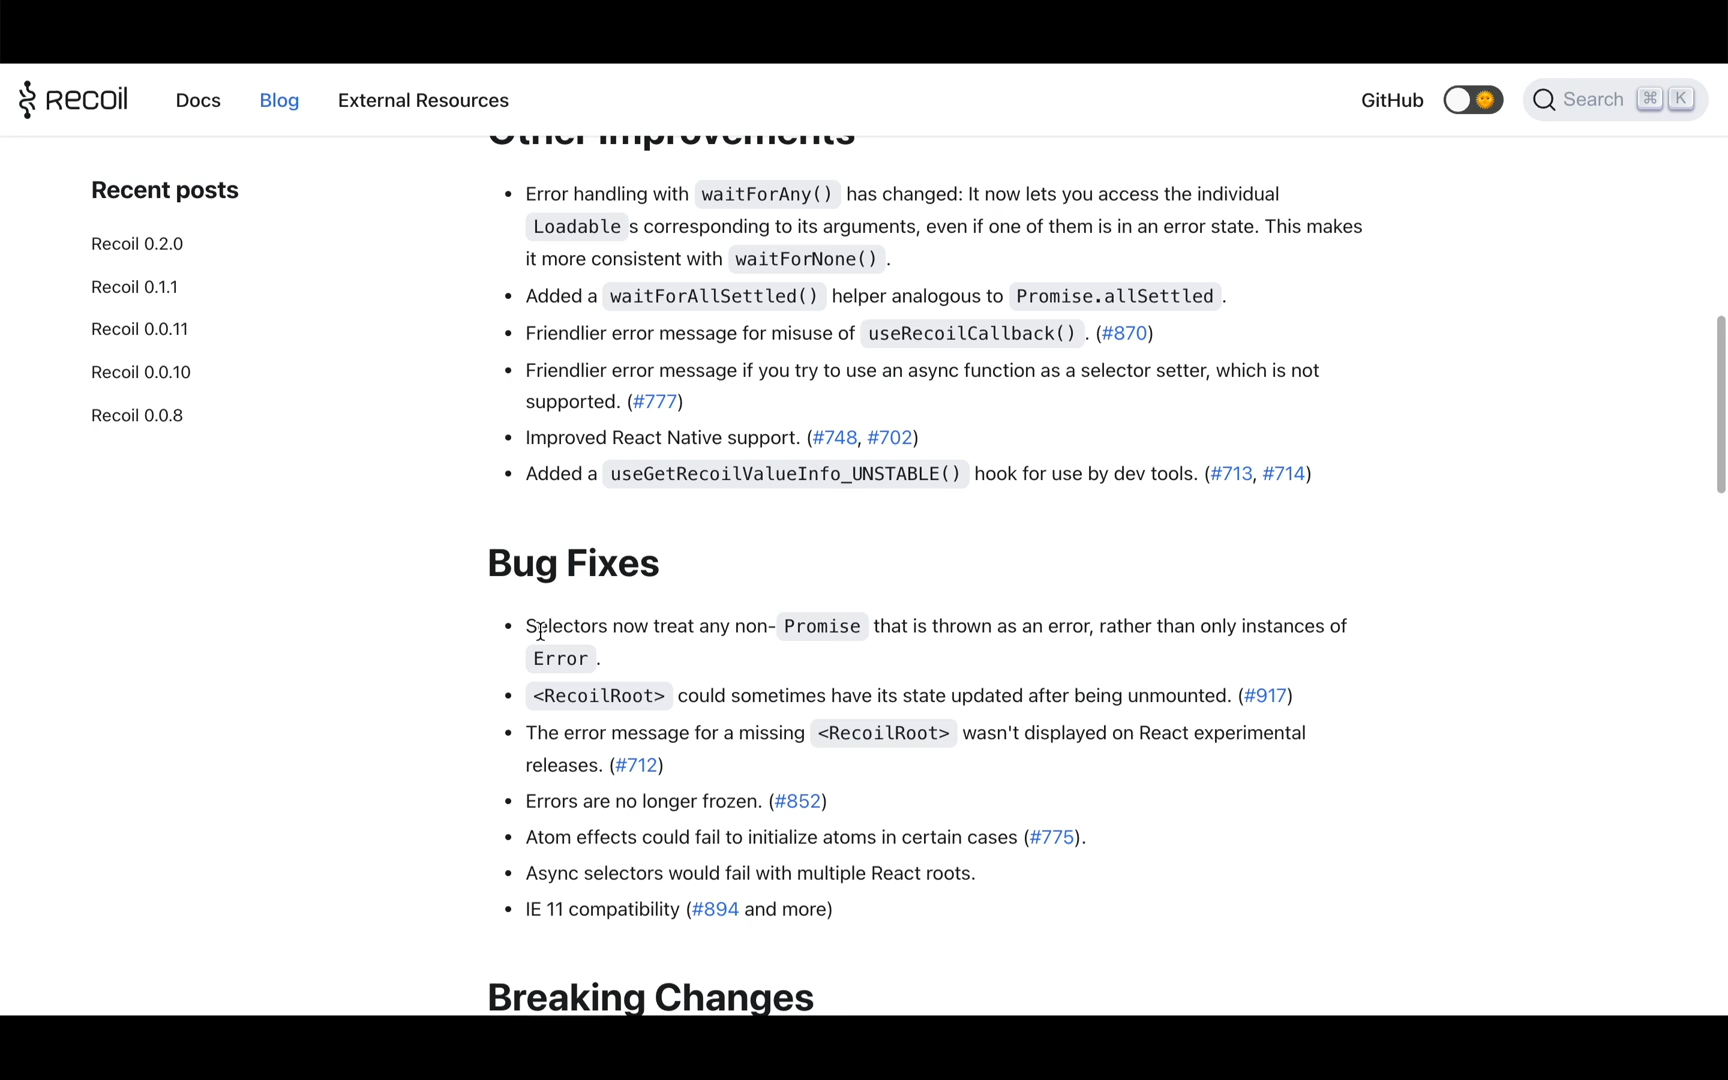 Recoil
Docs
Blog
External Resources
GitHub
Search
⌘
K
Recent posts
Recoil 0.2.0
Recoil 0.1.1
Recoil 0.0.11
Recoil 0.0.10
Recoil 0.0.8
Other Improvements
• Error handling with waitForAny() has changed: It now lets you access the individual
Loadable s corresponding to its arguments, even if one of them is in an error state. This makes
it more consistent with waitForNone() .
• Added a waitForAllSettled() helper analogous to Promise.allSettled .
• Friendlier error message for misuse of useRecoilCallback() . (#870)
• Friendlier error message if you try to use an async function as a selector setter, which is not
supported. (#777)
• Improved React Native support. (#748, #702)
• Added a useGetRecoilValueInfo_UNSTABLE() hook for use by dev tools. (#713, #714)
Bug Fixes
• Selectors now treat any non- Promise that is thrown as an error, rather than only instances of
Error .
• <RecoilRoot> could sometimes have its state updated after being unmounted. (#917)
• The error message for a missing <RecoilRoot> wasn't displayed on React experimental
releases. (#712)
• Errors are no longer frozen. (#852)
• Atom effects could fail to initialize atoms in certain cases (#775).
• Async selectors would fail with multiple React roots.
• IE 11 compatibility (#894 and more)
Breaking Changes